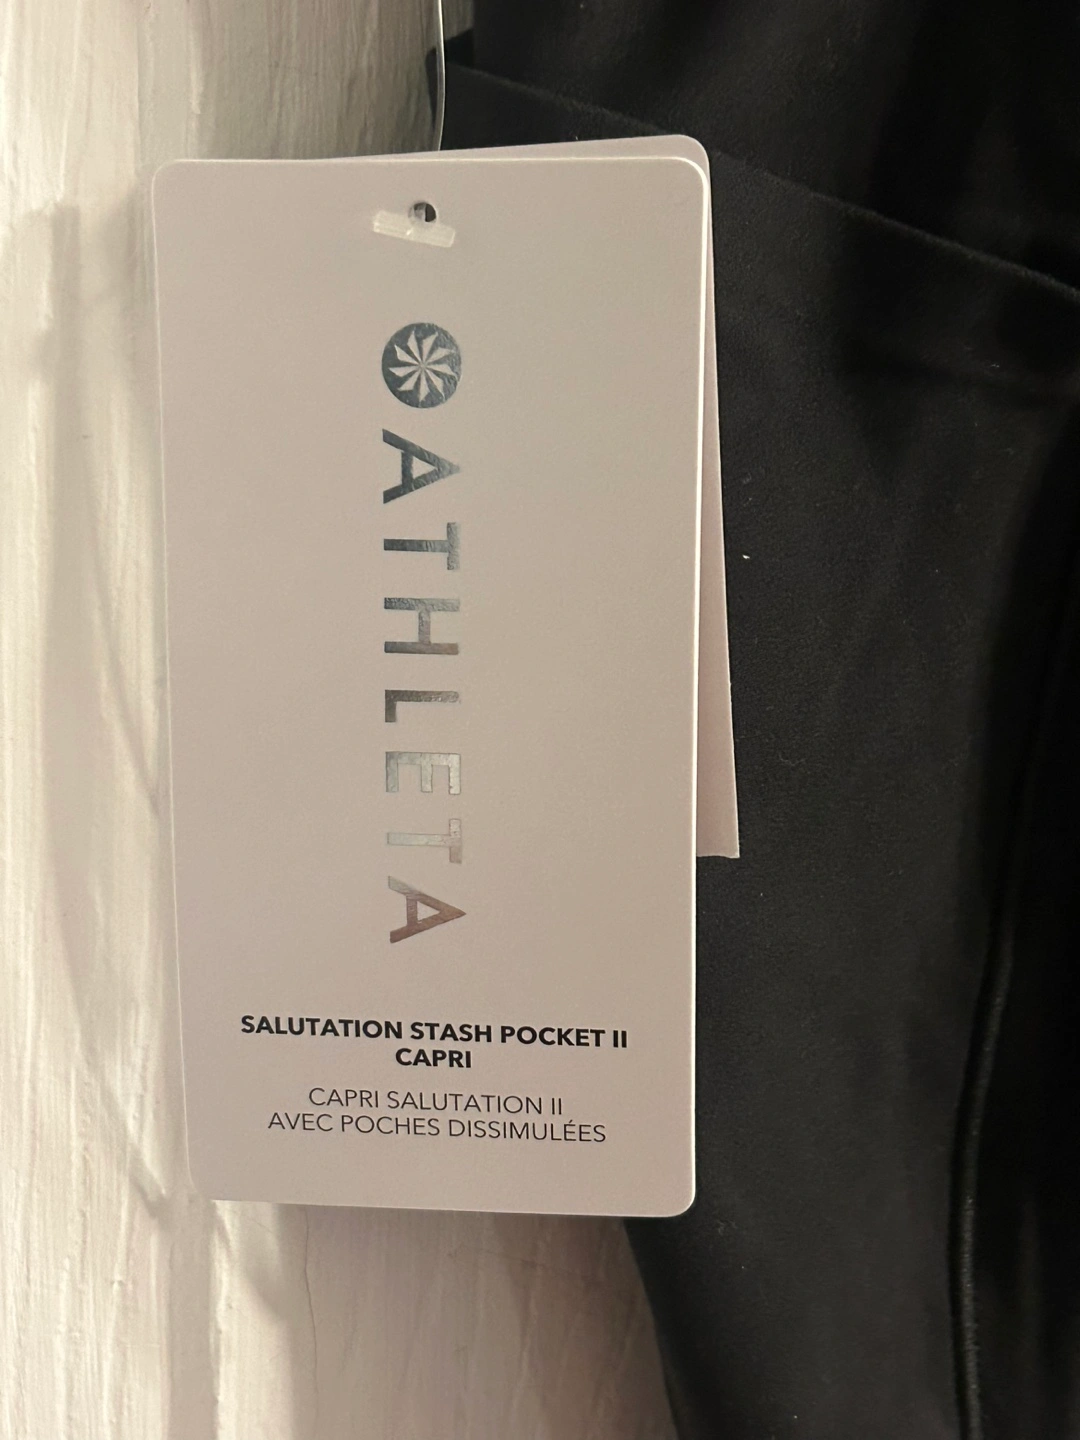 ATHLETA
SALUTATION STASH POCKET II
CAPRI
CAPRI SALUTATION II
AVEC POCHES DISSIMULÉES